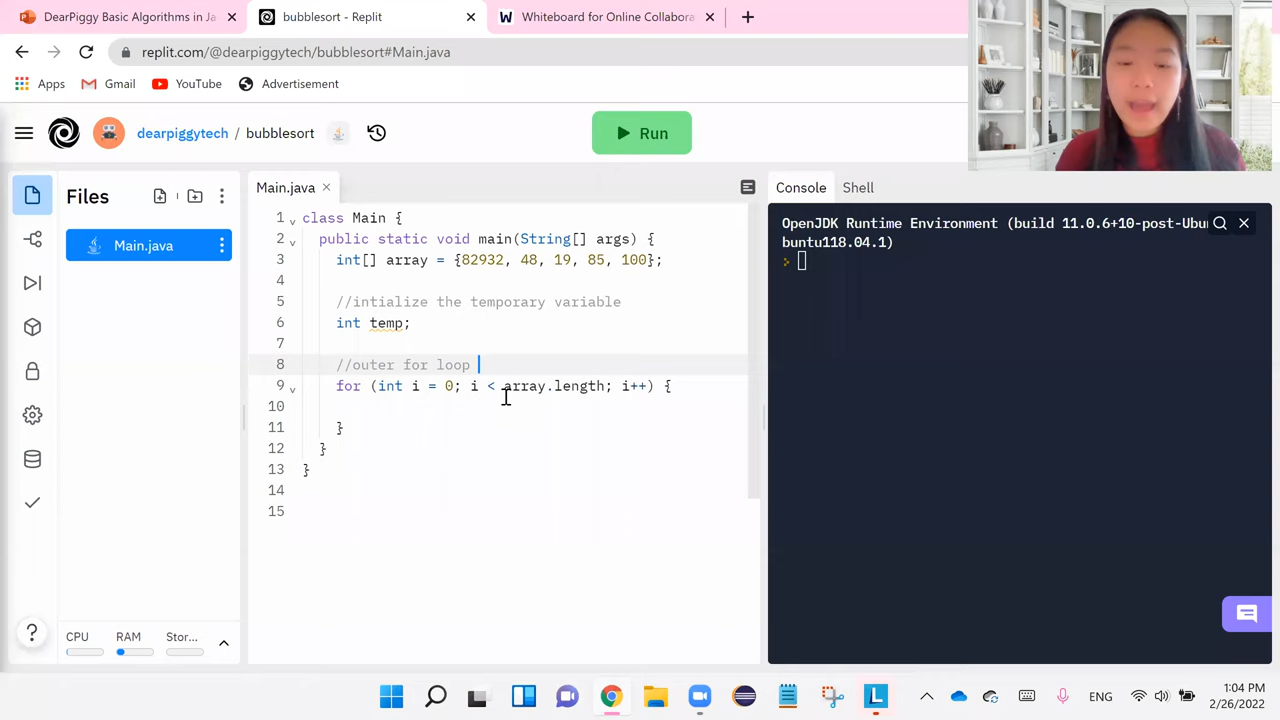 DearPiggy Basic Algorithms in Ja
bubblesort - Replit
Whiteboard for Online Collabora
replit.com/@dearpiggytech/bubblesort#Main.java
Apps
Gmail
YouTube
Advertisement
dearpiggytech / bubblesort
Run
Files
Main.java
Main.java
Console
Shell
1 class Main {
2 public static void main(String[] args) {
3 int[] array = {82932, 48, 19, 85, 100};
4
5 //intialize the temporary variable
6 int temp;
7
8 //outer for loop
9 for (int i = 0; i < array.length; i++) {
10
11 }
12 }
13 }
14
15
OpenJDK Runtime Environment (build 11.0.6+10-post-Ubu
buntu118.04.1)
>
?
CPU
RAM
Stor...
ENG
1:04 PM
2/26/2022